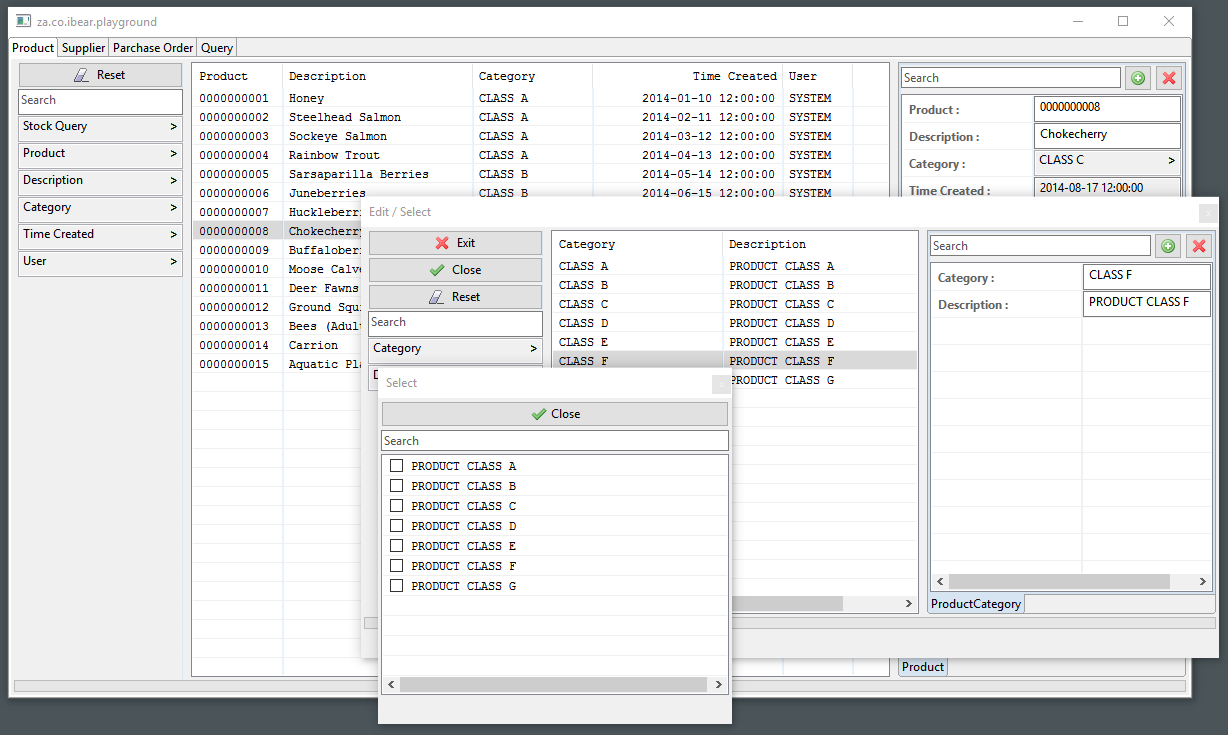 za.co.ibear.playground
Product Supplier Parchase Order Query
Reset
Search
Stock Query >
Product >
Description >
Category >
Time Created >
User >
Product Description Category Time Created User
0000000001 Honey CLASS A 2014-01-10 12:00:00 SYSTEM
0000000002 Steelhead Salmon CLASS A 2014-02-11 12:00:00 SYSTEM
0000000003 Sockeye Salmon CLASS A 2014-03-12 12:00:00 SYSTEM
0000000004 Rainbow Trout CLASS A 2014-04-13 12:00:00 SYSTEM
0000000005 Sarsaparilla Berries CLASS B 2014-05-14 12:00:00 SYSTEM
0000000006 Juneberries CLASS B 2014-06-15 12:00:00 SYSTEM
0000000007 Huckleberri
0000000008 Chokecherry
0000000009 Buffaloberr
0000000010 Moose Calve
0000000011 Deer Fawns
0000000012 Ground Squi
0000000013 Bees (Adul
0000000014 Carrion
0000000015 Aquatic Pla
Search
Product : 0000000008
Description : Chokecherry
Category : CLASS C >
Time Created : 2014-08-17 12:00:00
Product
Edit / Select
Exit
Close
Reset
Search
Category >
Category Description
CLASS A PRODUCT CLASS A
CLASS B PRODUCT CLASS B
CLASS C PRODUCT CLASS C
CLASS D PRODUCT CLASS D
CLASS E PRODUCT CLASS E
CLASS F PRODUCT CLASS F
PRODUCT CLASS G
Search
Category : CLASS F
Description : PRODUCT CLASS F
ProductCategory
Select
Close
Search
PRODUCT CLASS A
PRODUCT CLASS B
PRODUCT CLASS C
PRODUCT CLASS D
PRODUCT CLASS E
PRODUCT CLASS F
PRODUCT CLASS G